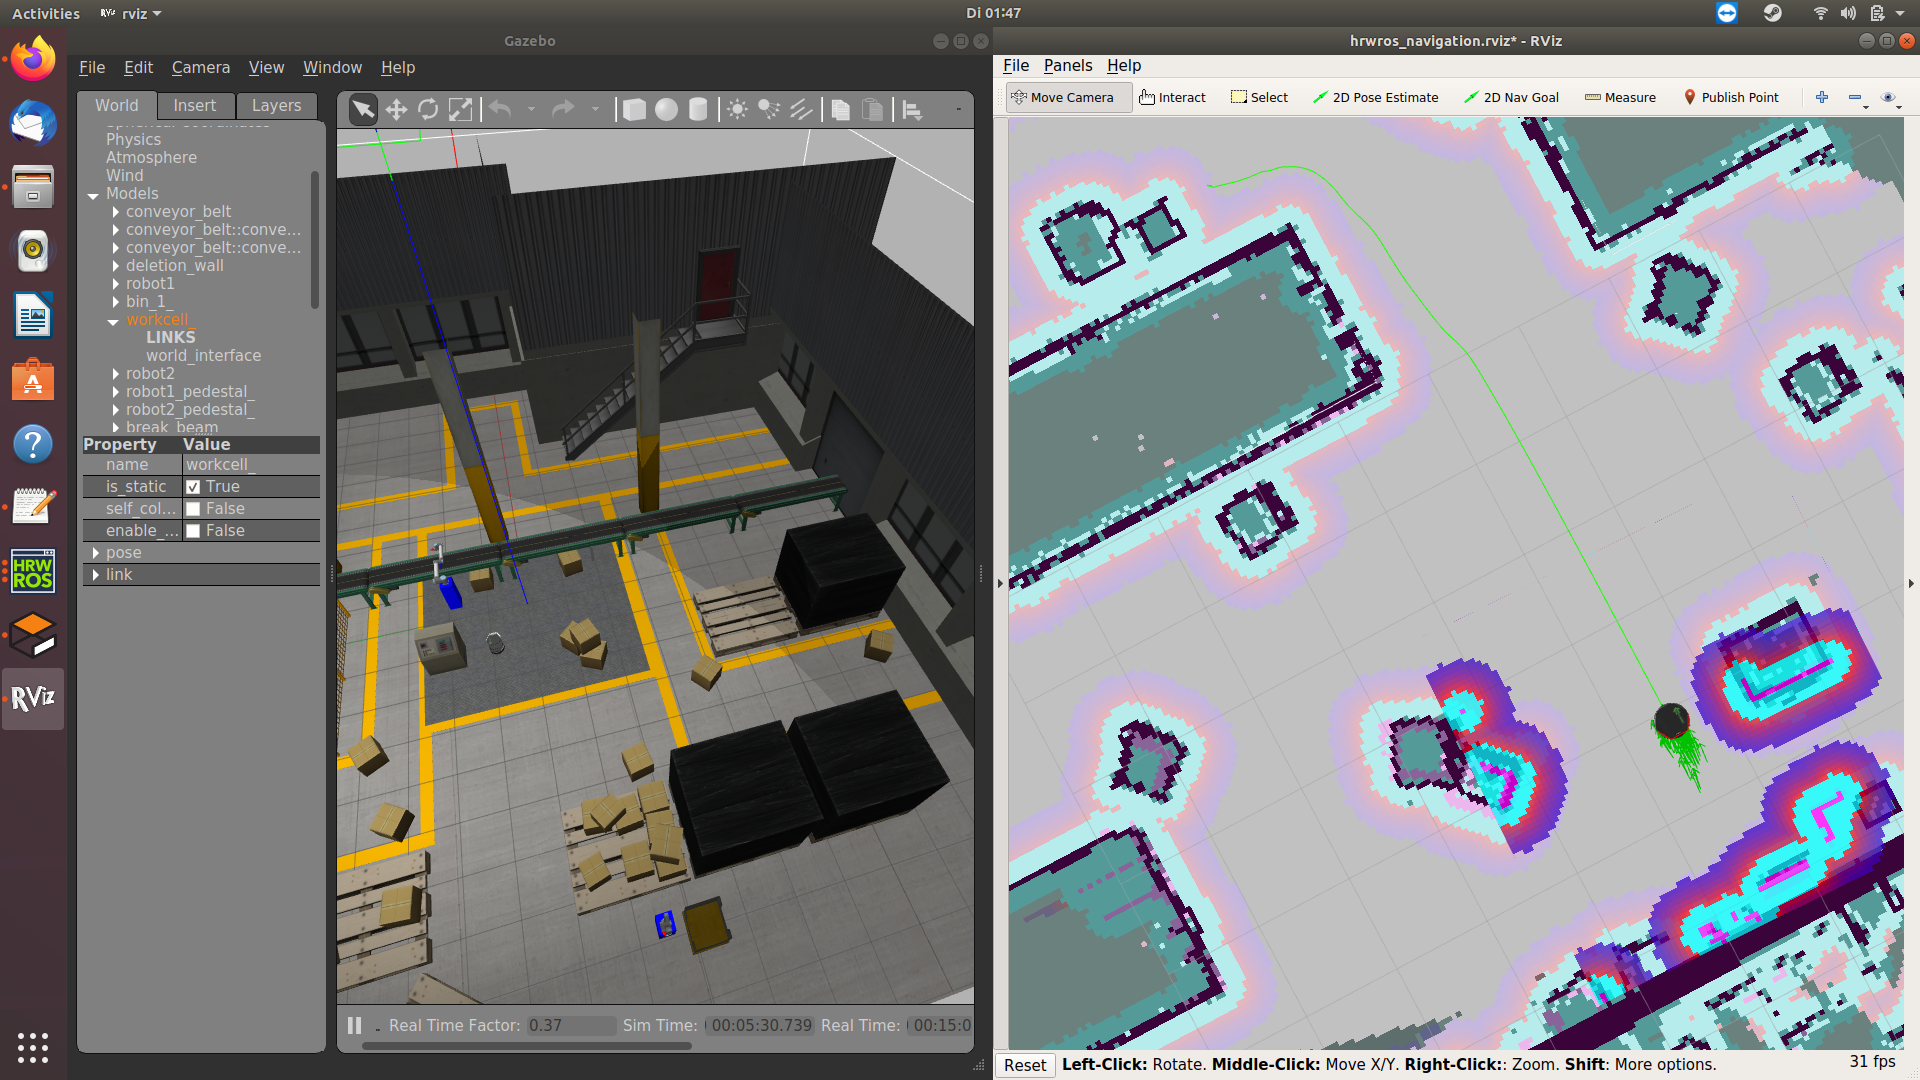 Activities
rviz
Di 01:47
Gazebo
File Edit Camera View Window Help
World Insert Layers
Physics
Atmosphere
Wind
Models
conveyor_belt
conveyor_belt::conve...
conveyor_belt::conve...
deletion_wall
robot1
bin_1_
workcell_
LINKS
world_interface
robot2
robot1_pedestal_
robot2_pedestal_
break_beam
Property Value
name workcell_
is_static True
self_col... False
enable_... False
pose
link
Real Time Factor: 0.37 Sim Time: 00:05:30.739 Real Time: 00:15:0
HRW
ROS
RViz
hrwros_navigation.rviz* - RViz
File Panels Help
Move Camera Interact Select 2D Pose Estimate 2D Nav Goal Measure Publish Point
Reset Left-Click: Rotate. Middle-Click: Move X/Y. Right-Click:: Zoom. Shift: More options. 31 fps